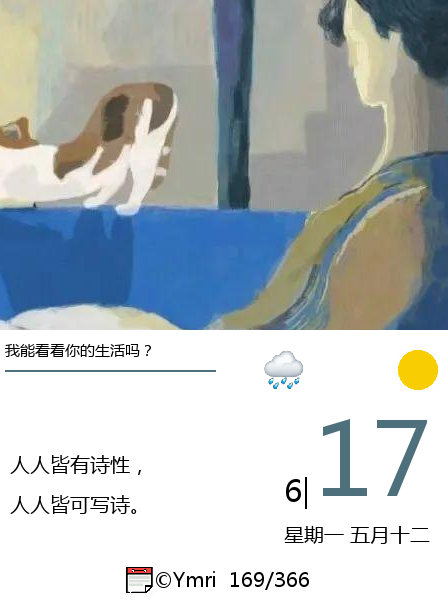 我能看看你的生活吗？
人人皆有诗性，
人人皆可写诗。
6| 17
星期一 五月十二
©Ymri 169/366